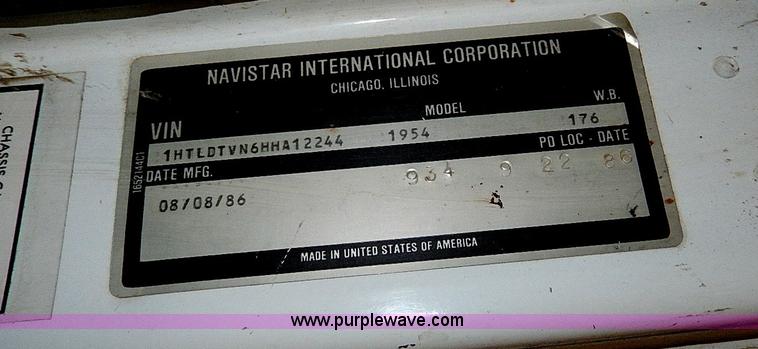 NAVISTAR INTERNATIONAL CORPORATION
CHICAGO, ILLINOIS
VIN MODEL W.B.
1HTLDTVN6HHA12244 1954 176
DATE MFG. PD LOC - DATE
934 9 22 86
08/08/86
MADE IN UNITED STATES OF AMERICA
1652144C1
CHASSIS
www.purplewave.com